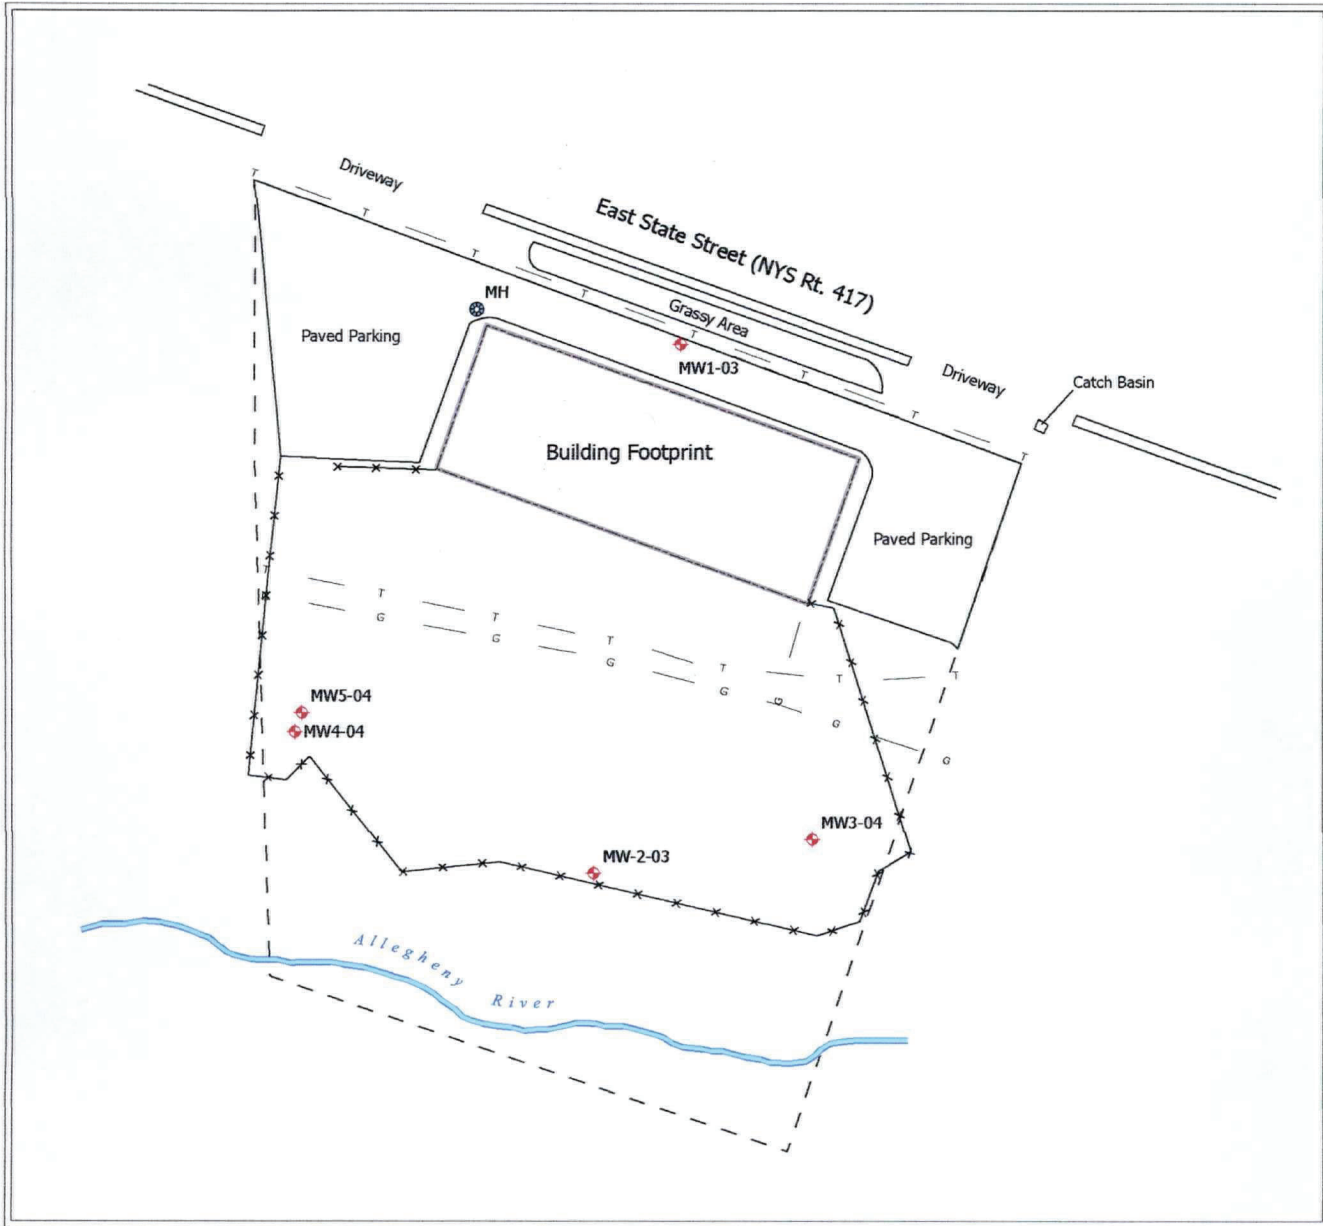 Driveway
East State Street (NYS Rt. 417)
T
T
T
T
T
T
T
T
T
MH
Grassy Area
MW1-03
Paved Parking
Driveway
Catch Basin
Building Footprint
Paved Parking
T
T
T
T
T
T
T
G
G
G
G
G
G
G
MW5-04
MW4-04
MW3-04
MW-2-03
Allegheny
River